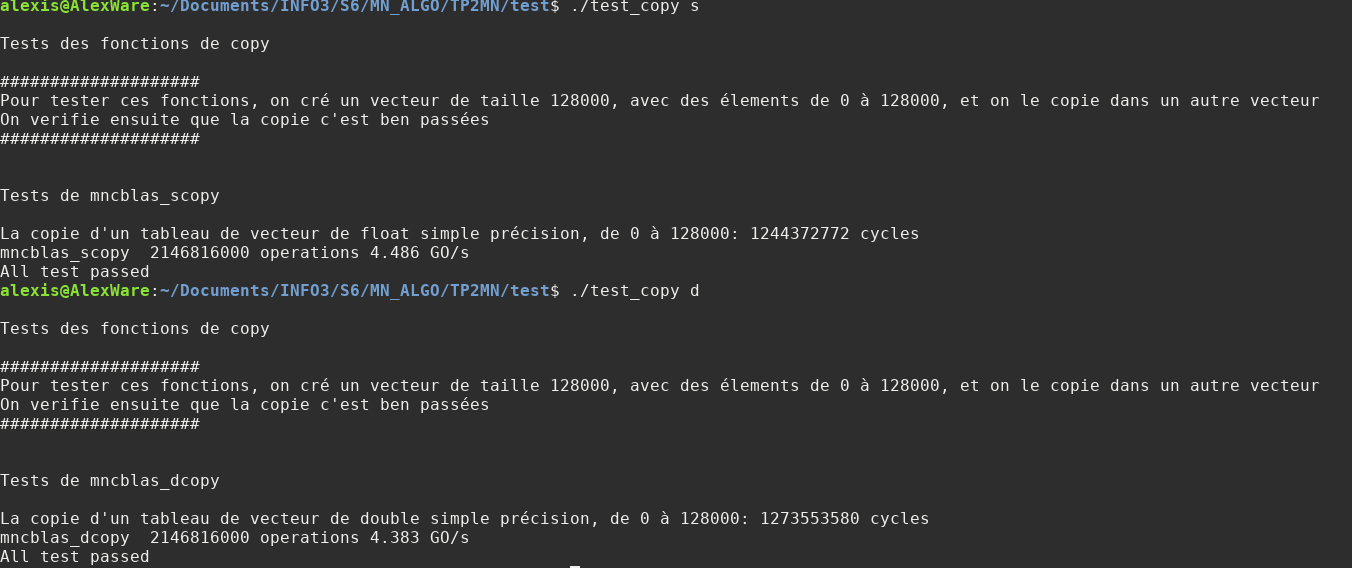 alexis@AlexWare:~/Documents/INFO3/S6/MN_ALGO/TP2MN/test$ ./test_copy s
Tests des fonctions de copy
####################
Pour tester ces fonctions, on cré un vecteur de taille 128000, avec des élements de 0 à 128000, et on le copie dans un autre vecteur
On verifie ensuite que la copie c'est ben passées
####################
Tests de mncblas_scopy
La copie d'un tableau de vecteur de float simple précision, de 0 à 128000: 1244372772 cycles
mncblas_scopy  2146816000 operations 4.486 GO/s
All test passed
alexis@AlexWare:~/Documents/INFO3/S6/MN_ALGO/TP2MN/test$ ./test_copy d
Tests des fonctions de copy
####################
Pour tester ces fonctions, on cré un vecteur de taille 128000, avec des élements de 0 à 128000, et on le copie dans un autre vecteur
On verifie ensuite que la copie c'est ben passées
####################
Tests de mncblas_dcopy
La copie d'un tableau de vecteur de double simple précision, de 0 à 128000: 1273553580 cycles
mncblas_dcopy  2146816000 operations 4.383 GO/s
All test passed